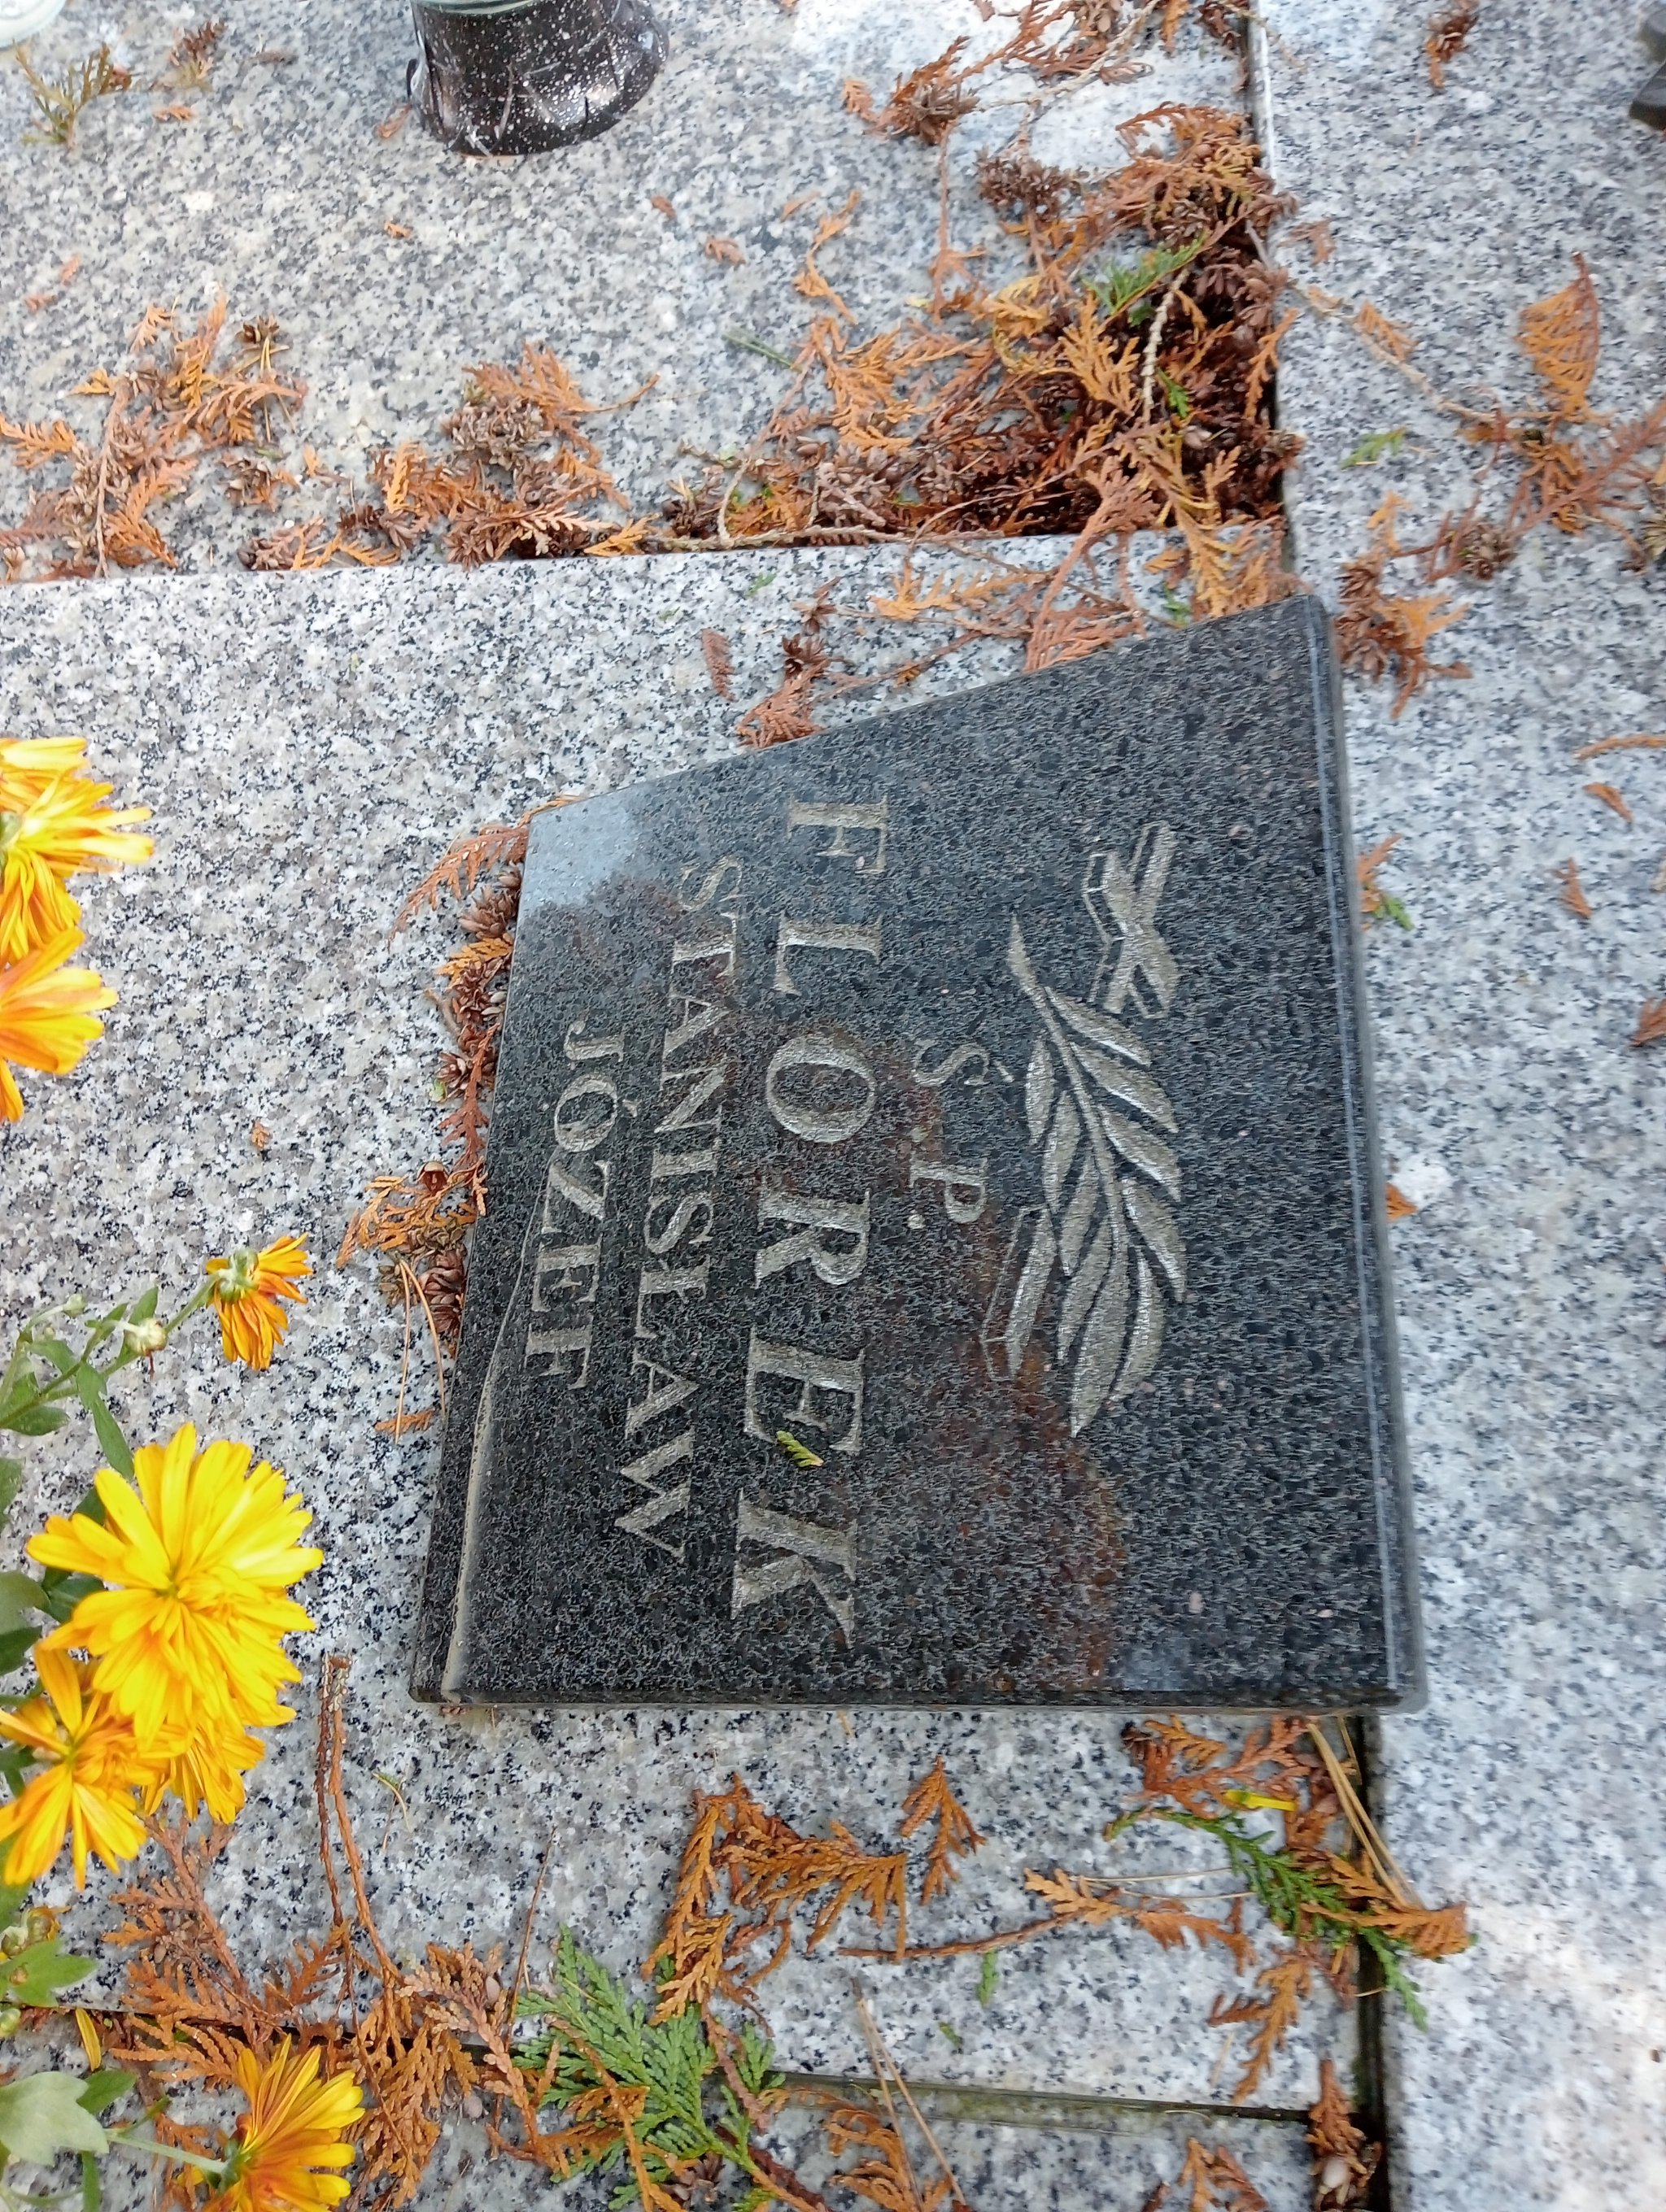 Ś. P.
FLOREK
STANISŁAW
JÓZEF